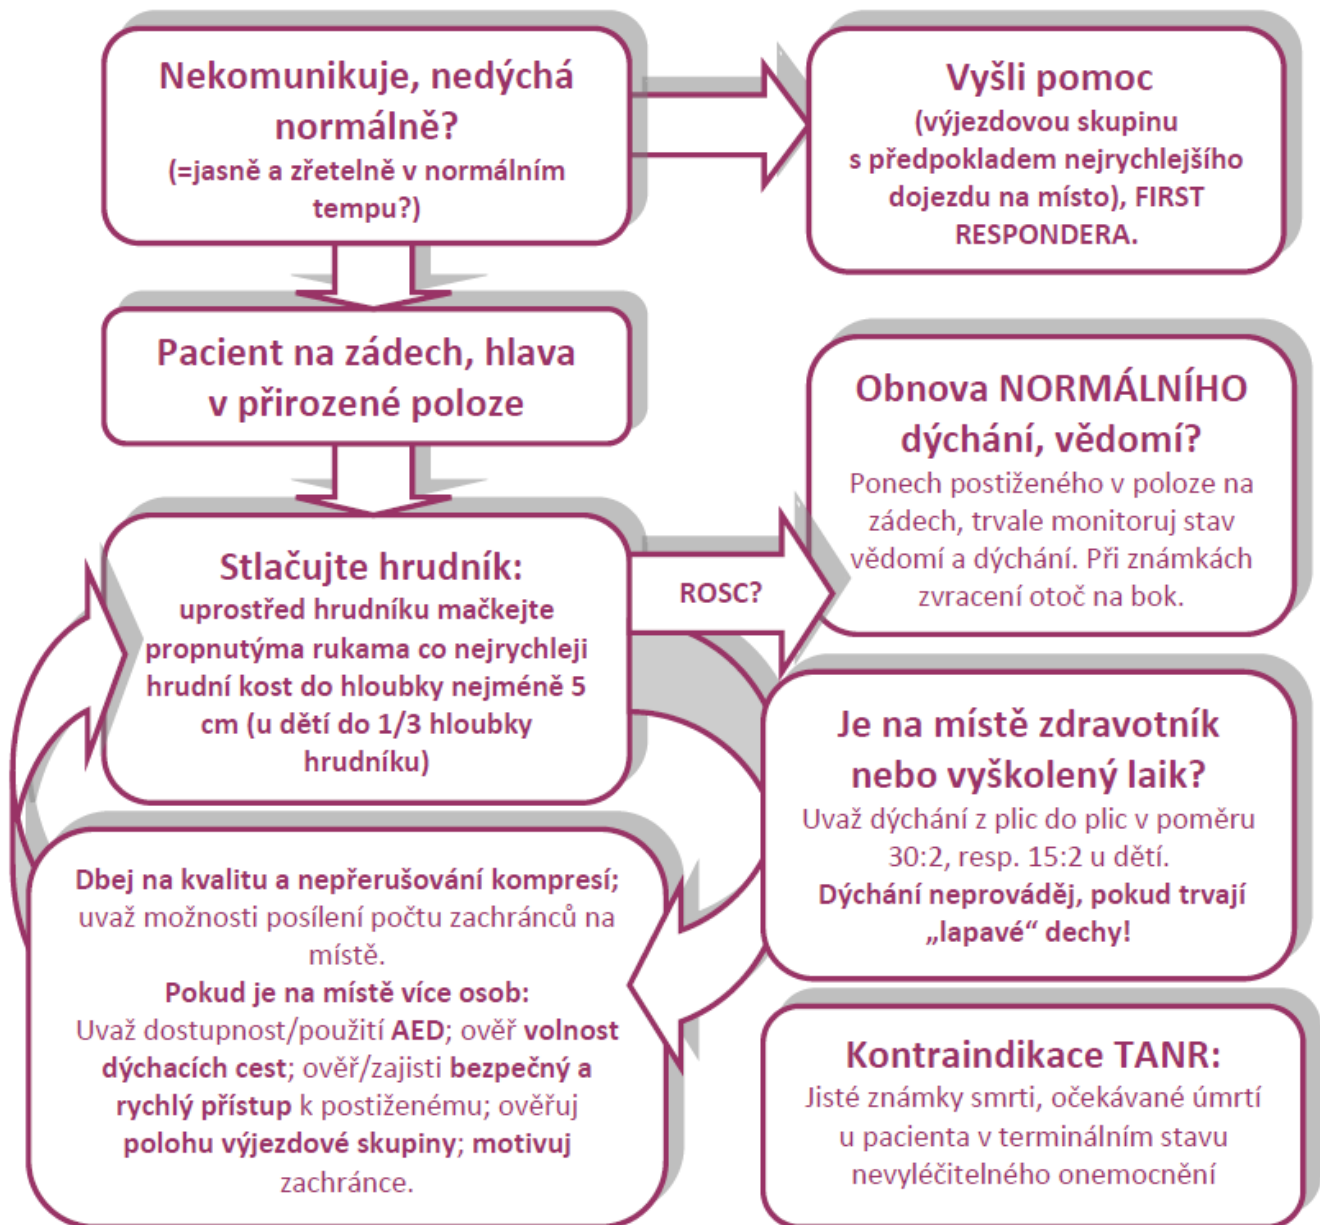 Nekomunikuje, nedýchá
normálně?
(=jasně a zřetelně v normálním
tempu?)
Vyšli pomoc
(výjezdovou skupinu
s předpokladem nejrychlejšího
dojezdu na místo), FIRST
RESPONDERA.
Pacient na zádech, hlava
v přirozené poloze
Obnova NORMÁLNÍHO
dýchání, vědomí?
Ponech postiženého v poloze na
zádech, trvale monitoruj stav
vědomí a dýchání. Při známkách
zvracení otoč na bok.
Stlačujte hrudník:
uprostřed hrudníku mačkejte
propnutýma rukama co nejrychleji
hrudní kost do hloubky nejméně 5
cm (u dětí do 1/3 hloubky
hrudníku)
ROSC?
Je na místě zdravotník
nebo vyškolený laik?
Uvaž dýchání z plic do plic v poměru
30:2, resp. 15:2 u dětí.
Dýchání neprováděj, pokud trvají
„lapavé“ dechy!
Dbej na kvalitu a nepřerušování kompresí;
uvaž možnosti posílení počtu zachránců na
místě.
Pokud je na místě více osob:
Uvaž dostupnost/použití AED; ověř volnost
dýchacích cest; ověř/zajisti bezpečný a
rychlý přístup k postiženému; ověřuj
polohu výjezdové skupiny; motivuj
zachránce.
Kontraindikace TANR:
Jisté známky smrti, očekávané úmrtí
u pacienta v terminálním stavu
nevyléčitelného onemocnění